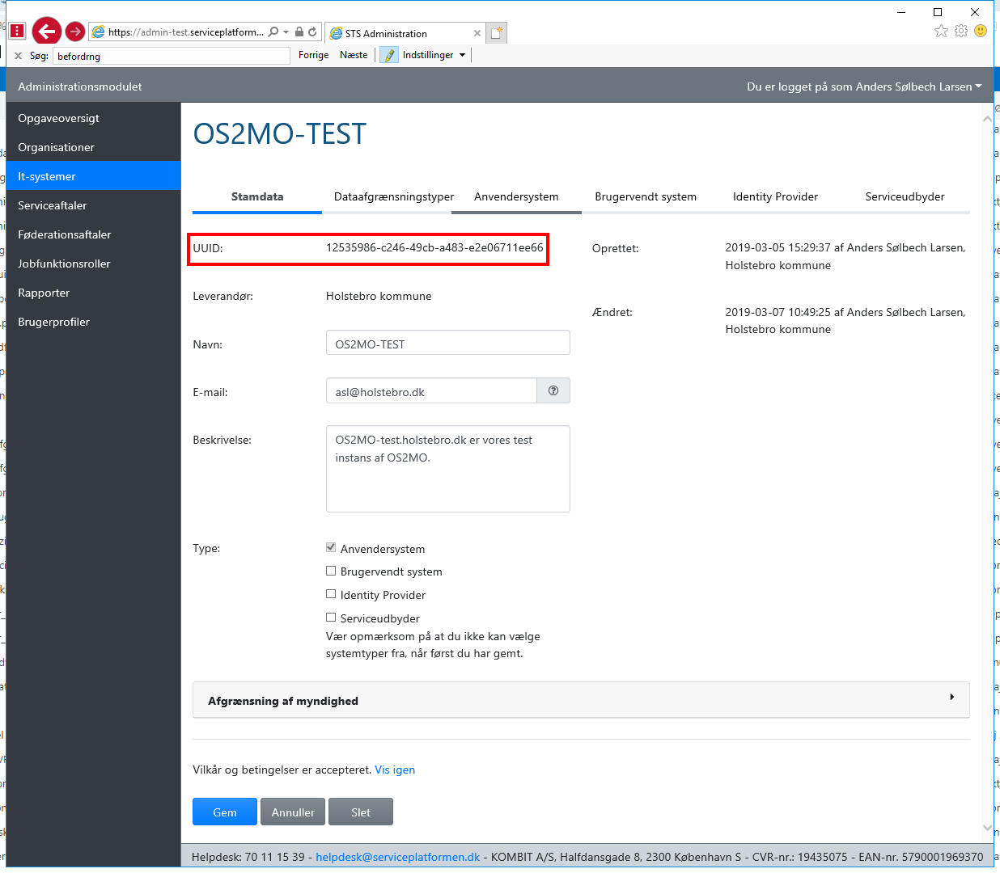 https://admin-test.serviceplatform...
STS Administration
Søg:
befordrng
Forrige
Næste
Indstillinger
Administrationsmodulet
Du er logget på som Anders Sølbech Larsen
Opgaveoversigt
Organisationer
It-systemer
Serviceaftaler
Føderationsaftaler
Jobfunktionsroller
Rapporter
Brugerprofiler
OS2MO-TEST
Stamdata
Dataafgrænsningstyper
Anvendersystem
Brugervendt system
Identity Provider
Serviceudbyder
UUID:
12535986-c246-49cb-a483-e2e06711ee66
Oprettet:
2019-03-05 15:29:37 af Anders Sølbech Larsen,
Holstebro kommune
Leverandør:
Holstebro kommune
Ændret:
2019-03-07 10:49:25 af Anders Sølbech Larsen,
Holstebro kommune
Navn:
OS2MO-TEST
E-mail:
asl@holstebro.dk
Beskrivelse:
OS2MO-test.holstebro.dk er vores test
instans af OS2MO.
Type:
Anvendersystem
Brugervendt system
Identity Provider
Serviceudbyder
Vær opmærksom på at du ikke kan vælge
systemtyper fra, når først du har gemt.
Afgrænsning af myndighed
Vilkår og betingelser er accepteret. Vis igen
Gem
Annuller
Slet
Helpdesk: 70 11 15 39 - helpdesk@serviceplatformen.dk - KOMBIT A/S, Halfdansgade 8, 2300 København S - CVR-nr.: 19435075 - EAN-nr. 5790001969370